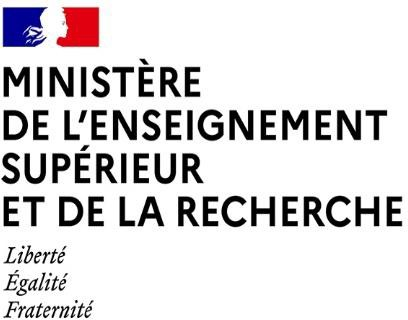 MINISTÈRE
DE L’ENSEIGNEMENT
SUPÉRIEUR
ET DE LA RECHERCHE
Liberté
Égalité
Fraternité